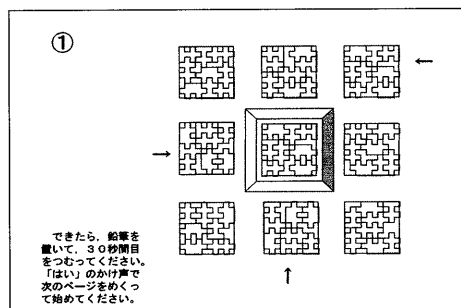 ①
できたら，鉛筆を
置いて，３０秒間目
をつむってください。
「はい」のかけ声で
次のページをめくっ
て始めてください。